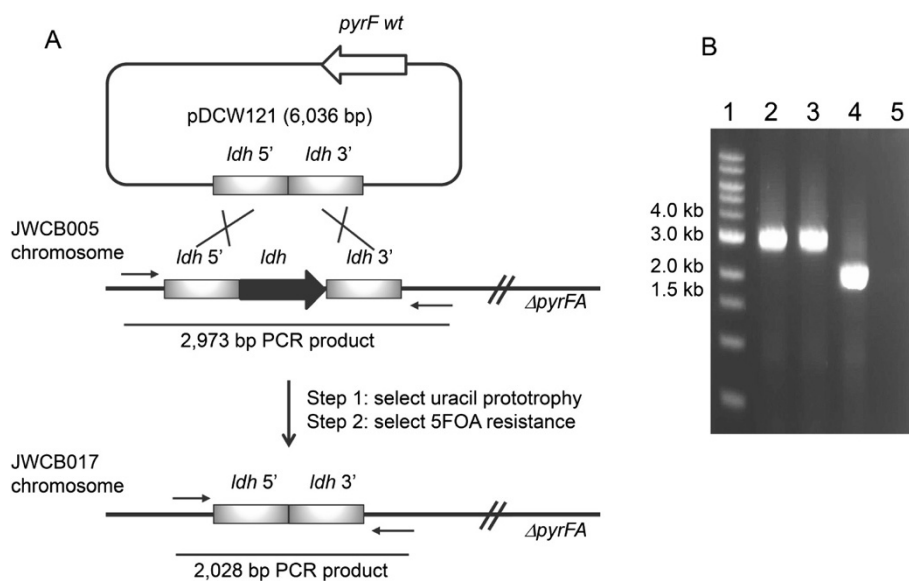 A
pyrF wt
pDCW121 (6,036 bp)
ldh 5’ ldh 3’
JWCB005
chromosome
ldh 5’ ldh ldh 3’
ΔpyrFA
2,973 bp PCR product
Step 1: select uracil prototrophy
Step 2: select 5FOA resistance
JWCB017
chromosome
ldh 5’ ldh 3’
ΔpyrFA
2,028 bp PCR product
B
1 2 3 4 5
4.0 kb
3.0 kb
2.0 kb
1.5 kb